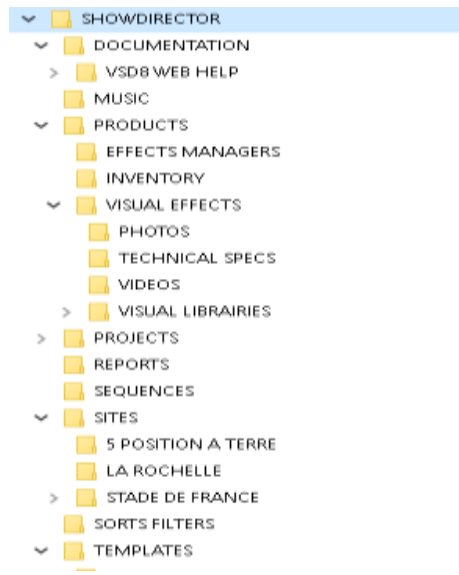 SHOWDIRECTOR
DOCUMENTATION
VSD8 WEB HELP
MUSIC
PRODUCTS
EFFECTS MANAGERS
INVENTORY
VISUAL EFFECTS
PHOTOS
TECHNICAL SPECS
VIDEOS
VISUAL LIBRAIRIES
PROJECTS
REPORTS
SEQUENCES
SITES
5 POSITION A TERRE
LA ROCHELLE
STADE DE FRANCE
SORTS FILTERS
TEMPLATES